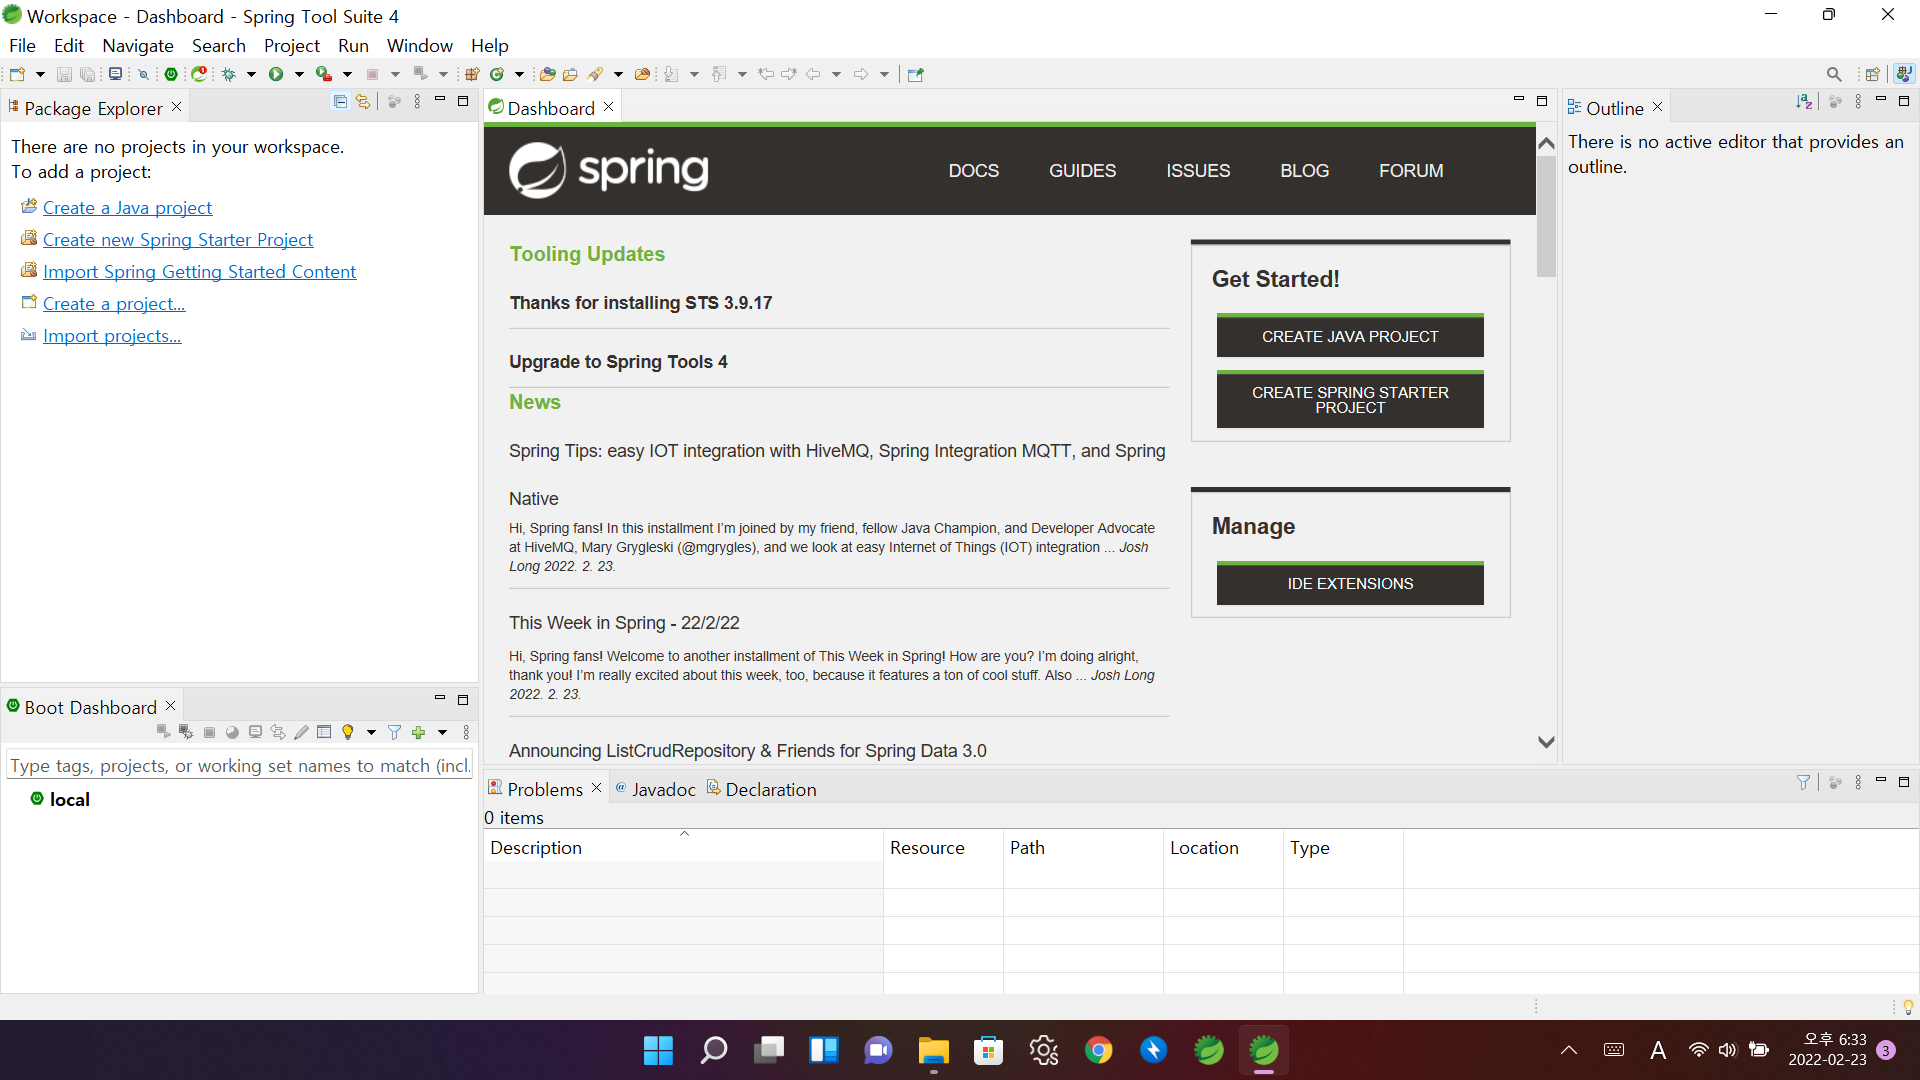 Workspace - Dashboard - Spring Tool Suite 4
File Edit Navigate Search Project Run Window Help
Package Explorer
There are no projects in your workspace.
To add a project:
Create a Java project
Create new Spring Starter Project
Import Spring Getting Started Content
Create a project...
Import projects...
Boot Dashboard
Type tags, projects, or working set names to match (incl.
local
Dashboard
spring
DOCS GUIDES ISSUES BLOG FORUM
Tooling Updates
Thanks for installing STS 3.9.17
Upgrade to Spring Tools 4
News
Spring Tips: easy IOT integration with HiveMQ, Spring Integration MQTT, and Spring
Native
Hi, Spring fans! In this installment I'm joined by my friend, fellow Java Champion, and Developer Advocate
at HiveMQ, Mary Grygleski (@mgrygles), and we look at easy Internet of Things (IOT) integration ... Josh
Long 2022. 2. 23.
This Week in Spring - 22/2/22
Hi, Spring fans! Welcome to another installment of This Week in Spring! How are you? I'm doing alright,
thank you! I'm really excited about this week, too, because it features a ton of cool stuff. Also ... Josh Long
2022. 2. 23.
Announcing ListCrudRepository & Friends for Spring Data 3.0
Get Started!
CREATE JAVA PROJECT
CREATE SPRING STARTER
PROJECT
Manage
IDE EXTENSIONS
Outline
There is no active editor that provides an
outline.
Problems Javadoc Declaration
0 items
Description Resource Path Location Type
A
오후 6:33
2022-02-23
3